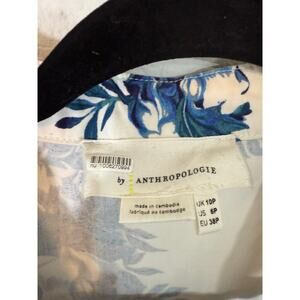 by ANTHROPOLOGIE
made in cambodia
fabriqué au cambodge
UK 10P
US 6P
EU 38P